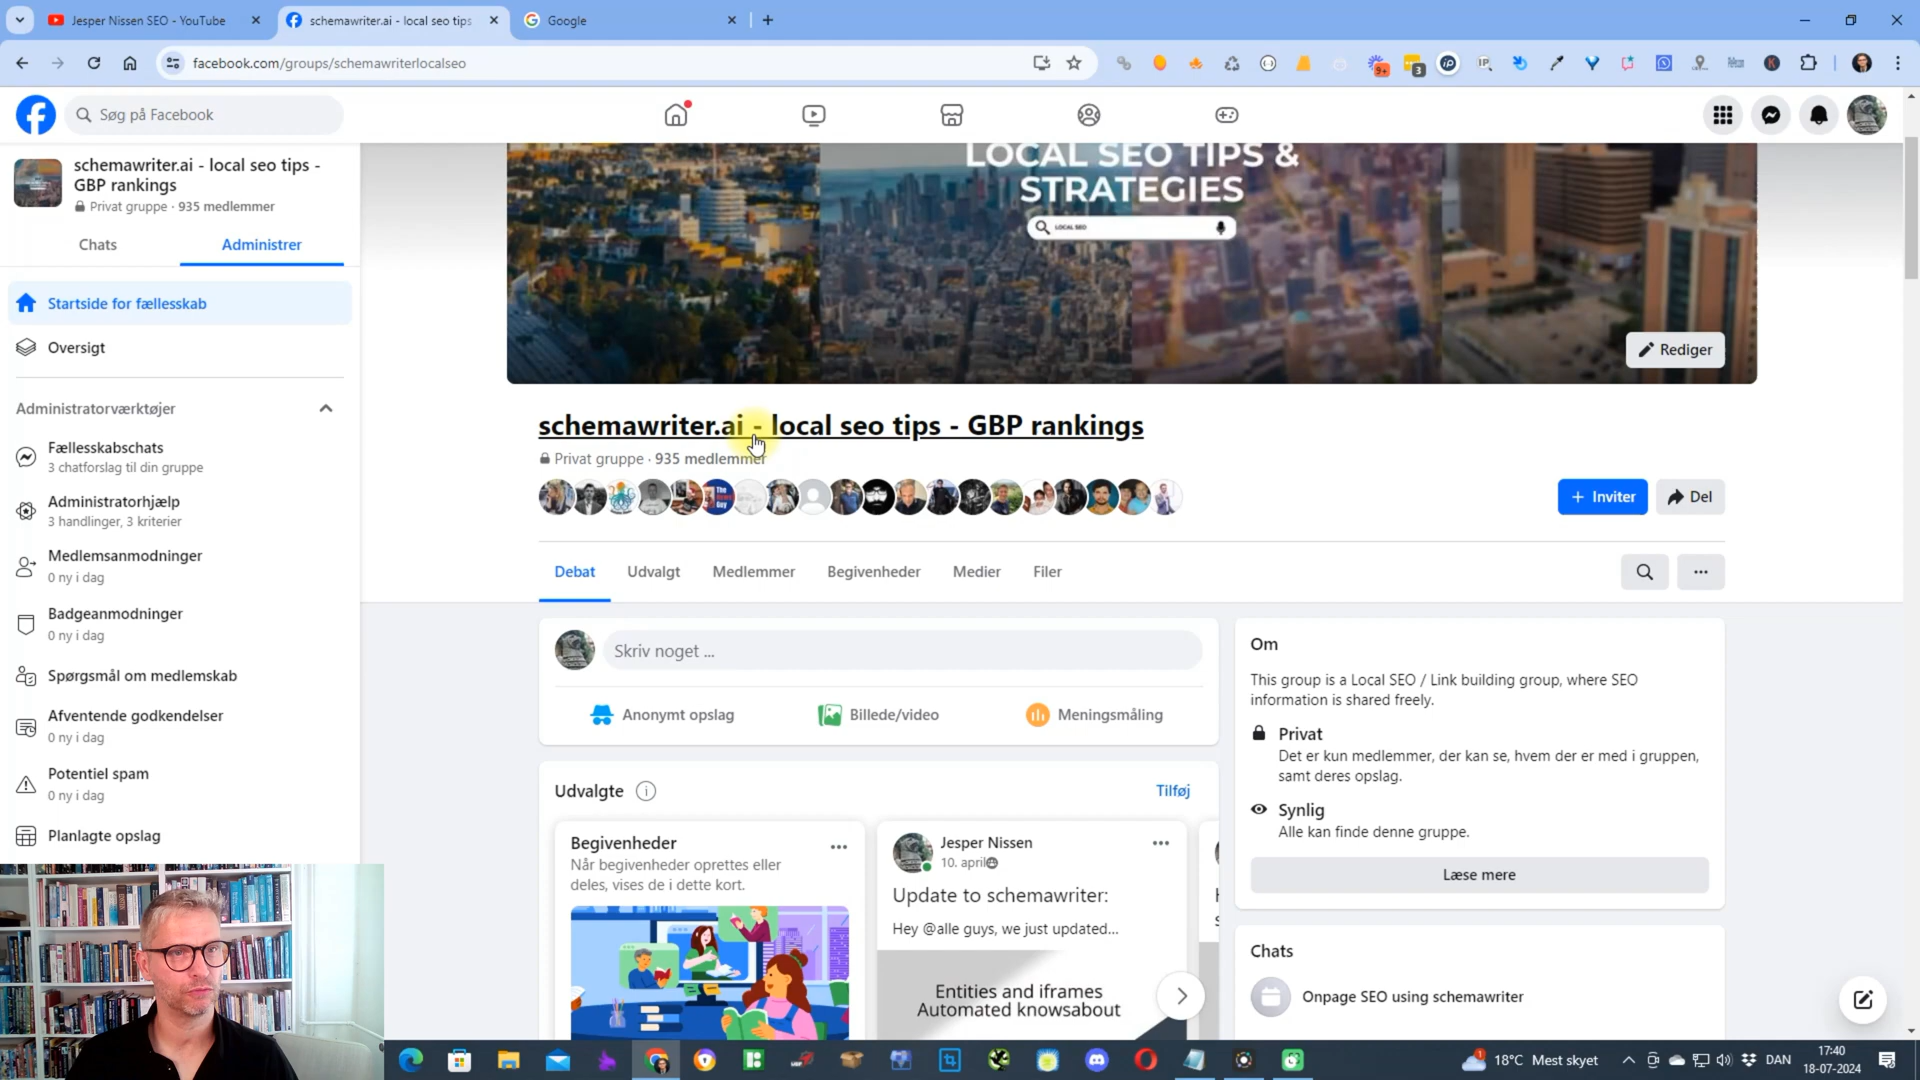 Jesper Nissen SEO - YouTube
schemawriter.ai - local seo tips
Google
facebook.com/groups/schemawriterlocalseo
9+
3
Søg på Facebook
schemawriter.ai - local seo tips -
GBP rankings
Privat gruppe · 935 medlemmer
Chats
Administrer
Startside for fællesskab
Oversigt
Administratorværktøjer
Fællesskabschats
3 chatforslag til din gruppe
Administratorhjælp
3 handlinger, 3 kriterier
Medlemsanmodninger
0 ny i dag
Badgeanmodninger
0 ny i dag
Spørgsmål om medlemskab
Afventende godkendelser
0 ny i dag
Potentiel spam
0 ny i dag
Planlagte opslag
LOCAL SEO TIPS &
STRATEGIES
LOCAL SEO
Rediger
schemawriter.ai - local seo tips - GBP rankings
Privat gruppe · 935 medlemmer
Inviter
Del
Debat
Udvalgt
Medlemmer
Begivenheder
Medier
Filer
Skriv noget ...
Anonymt opslag
Billede/video
Meningsmåling
Udvalgte
Tilføj
Begivenheder
Når begivenheder oprettes eller
deles, vises de i dette kort.
Jesper Nissen
10. april
Update to schemawriter:
Hey @alle guys, we just updated...
Entities and iframes
Automated knowsabout
Om
This group is a Local SEO / Link building group, where SEO
information is shared freely.
Privat
Det er kun medlemmer, der kan se, hvem der er med i gruppen,
samt deres opslag.
Synlig
Alle kan finde denne gruppe.
Læse mere
Chats
Onpage SEO using schemawriter
18°C Mest skyet
DAN
17:40
18-07-2024